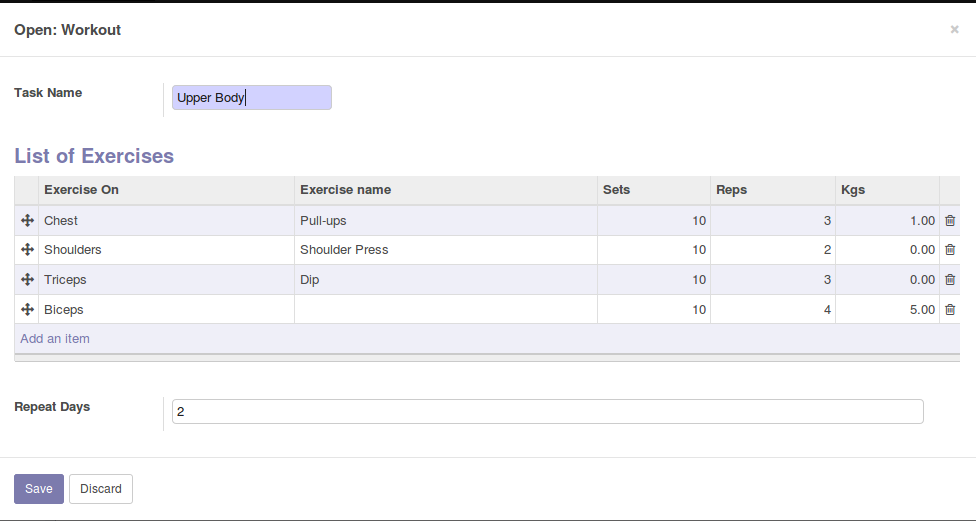 Open: Workout ×
Task Name Upper Body
List of Exercises
Exercise On Exercise name Sets Reps Kgs
Chest Pull-ups 10 3 1.00
Shoulders Shoulder Press 10 2 0.00
Triceps Dip 10 3 0.00
Biceps 10 4 5.00
Add an item
Repeat Days 2
Save Discard